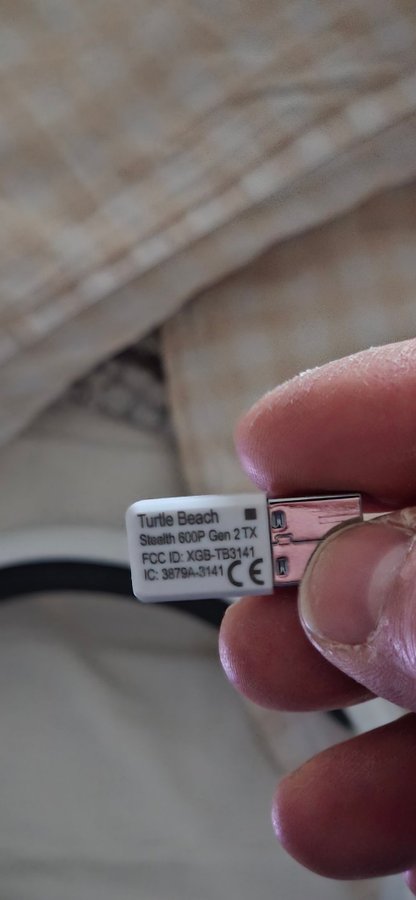 Turtle Beach
Stealth 600P Gen 2 TX
FCC ID: XGB-TB3141
IC: 3879A-3141 CE